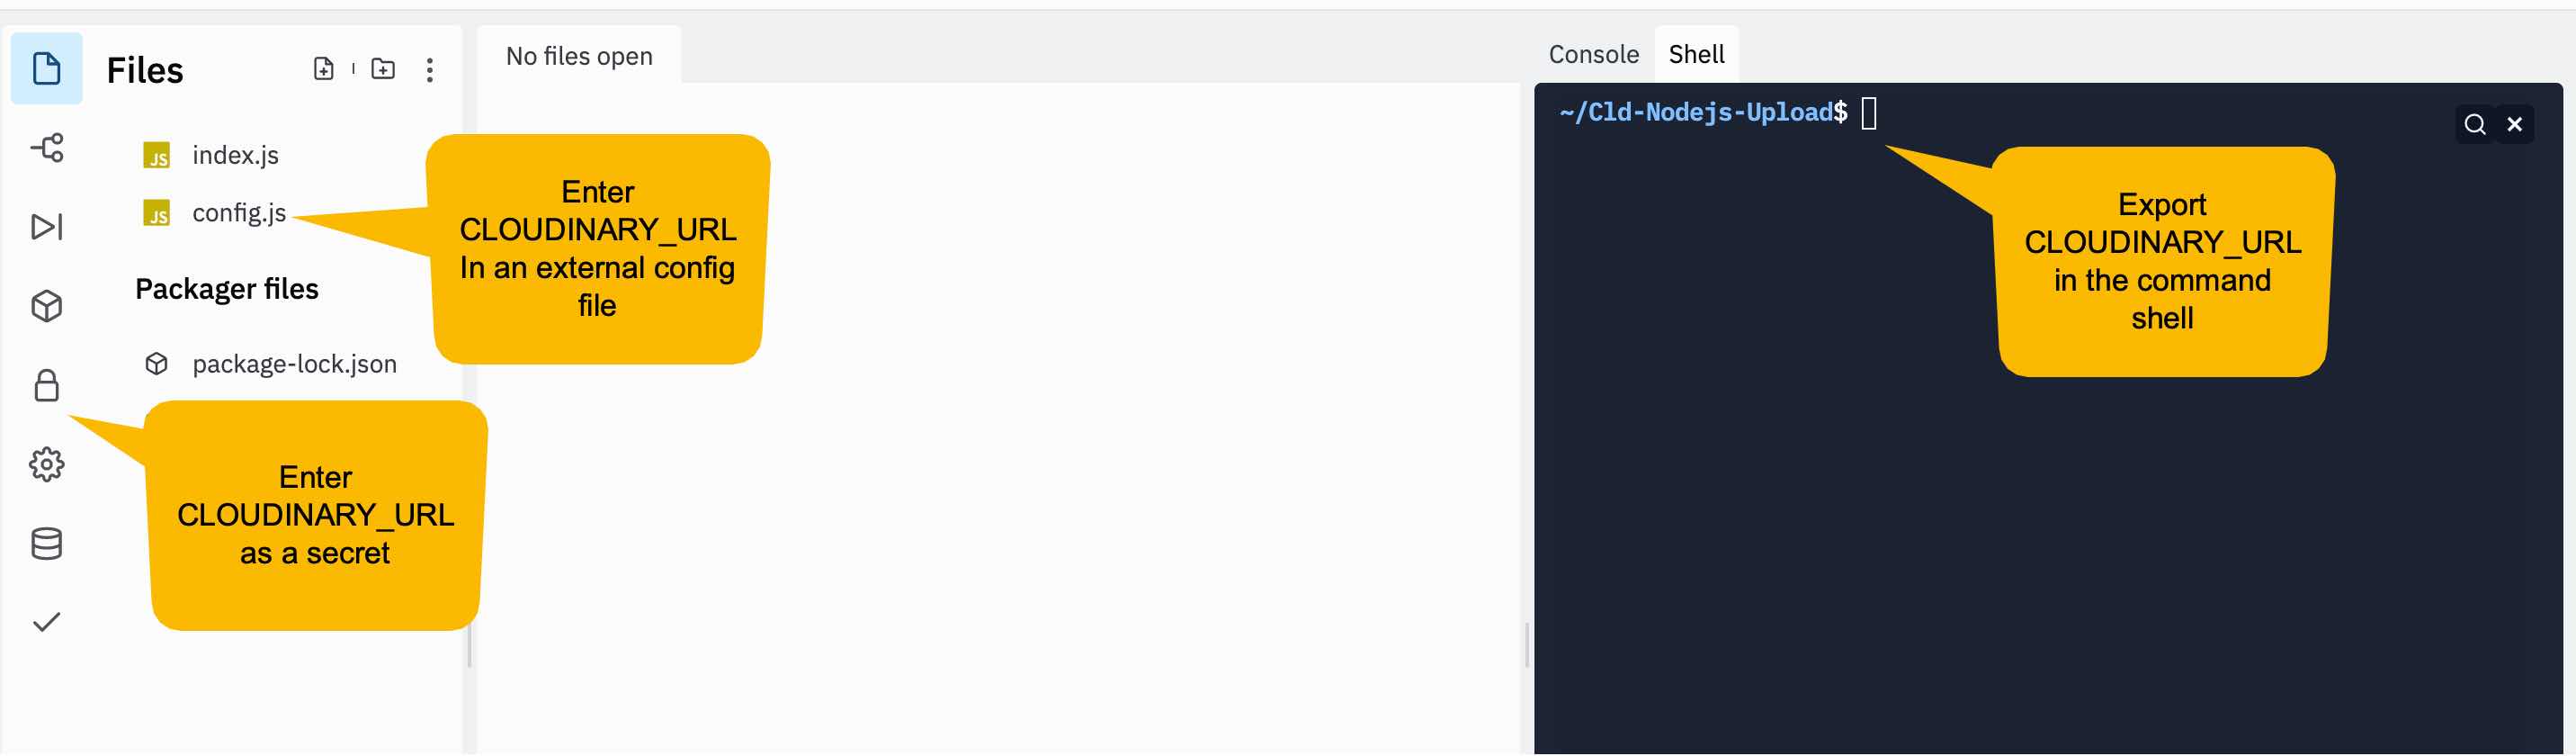 Files
No files open
Console
Shell
~/Cld-Nodejs-Upload$
JS index.js
JS config.js
Enter
CLOUDINARY_URL
In an external config
file
Export
CLOUDINARY_URL
in the command
shell
Packager files
package-lock.json
Enter
CLOUDINARY_URL
as a secret